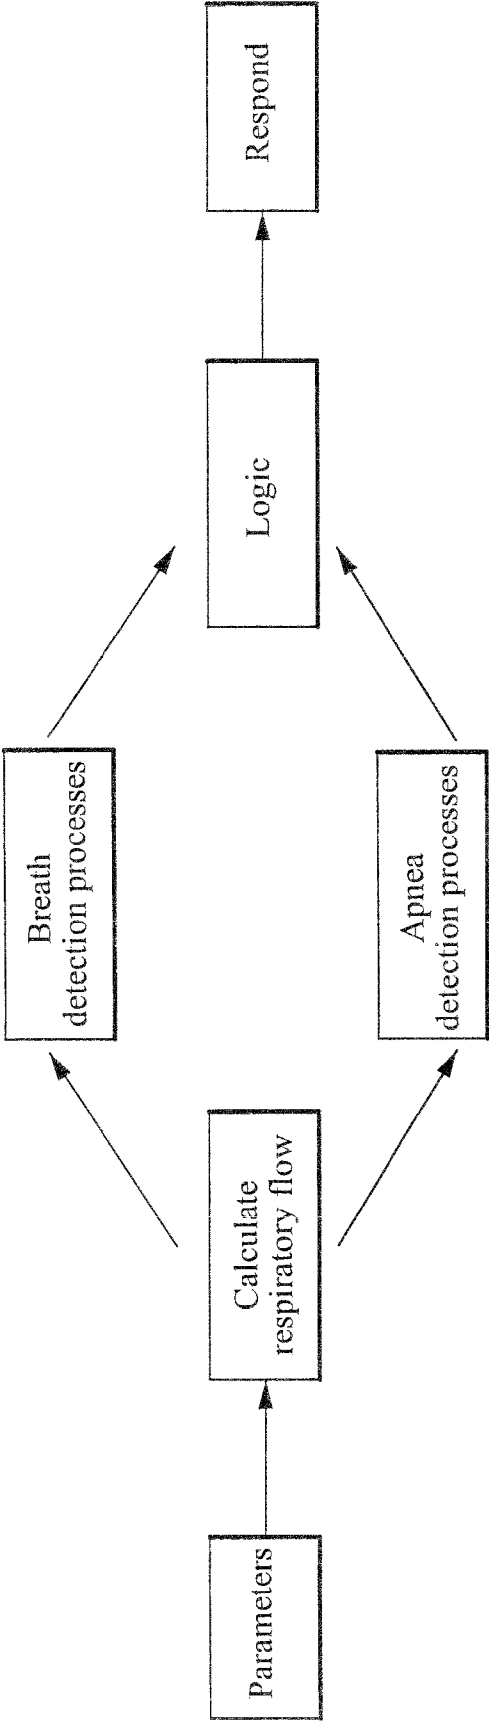 Parameters
Calculate
respiratory flow
Breath
detection processes
Apnea
detection processes
Logic
Respond